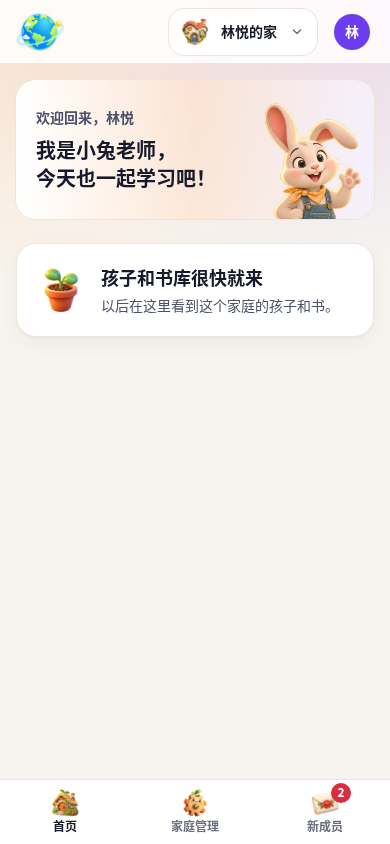 林悦的家
林
欢迎回来，林悦
我是小兔老师，
今天也一起学习吧！
孩子和书库很快就来
以后在这里看到这个家庭的孩子和书。
2
首页
家庭管理
新成员